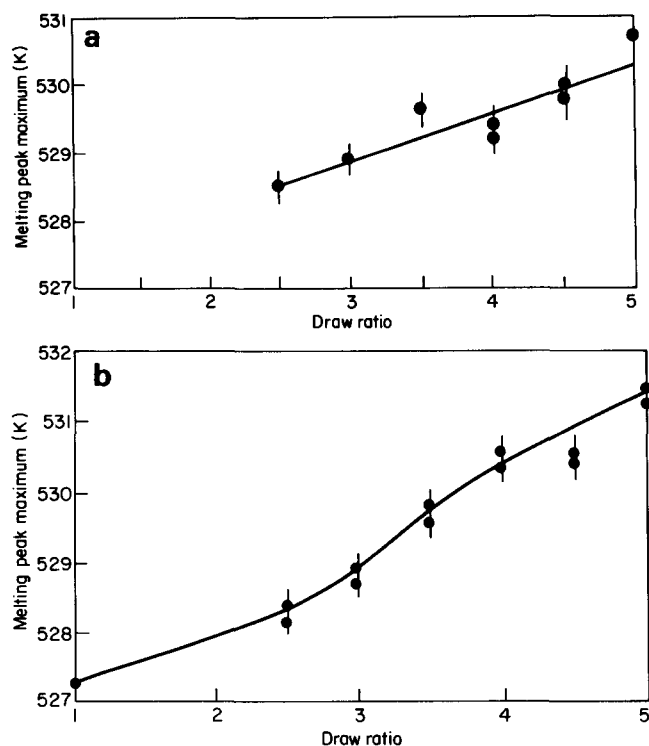 a
Melting peak maximum (K)
531
530
529
528
527
1 2 3 4 5
Draw ratio
b
Melting peak maximum (K)
532
531
530
529
528
527
1 2 3 4 5
Draw ratio